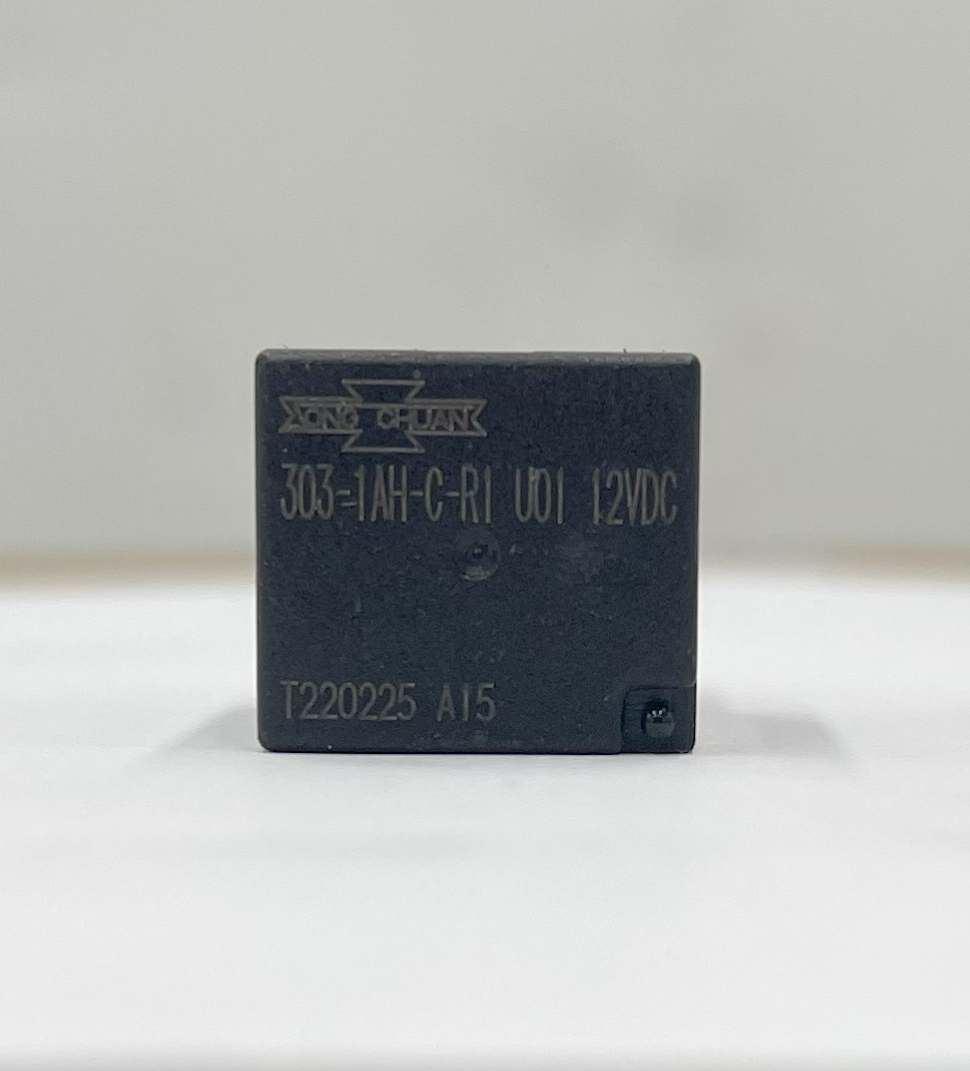 SONG CHUAN
303-1AH-C-R1 U01 12VDC
T220225 A15